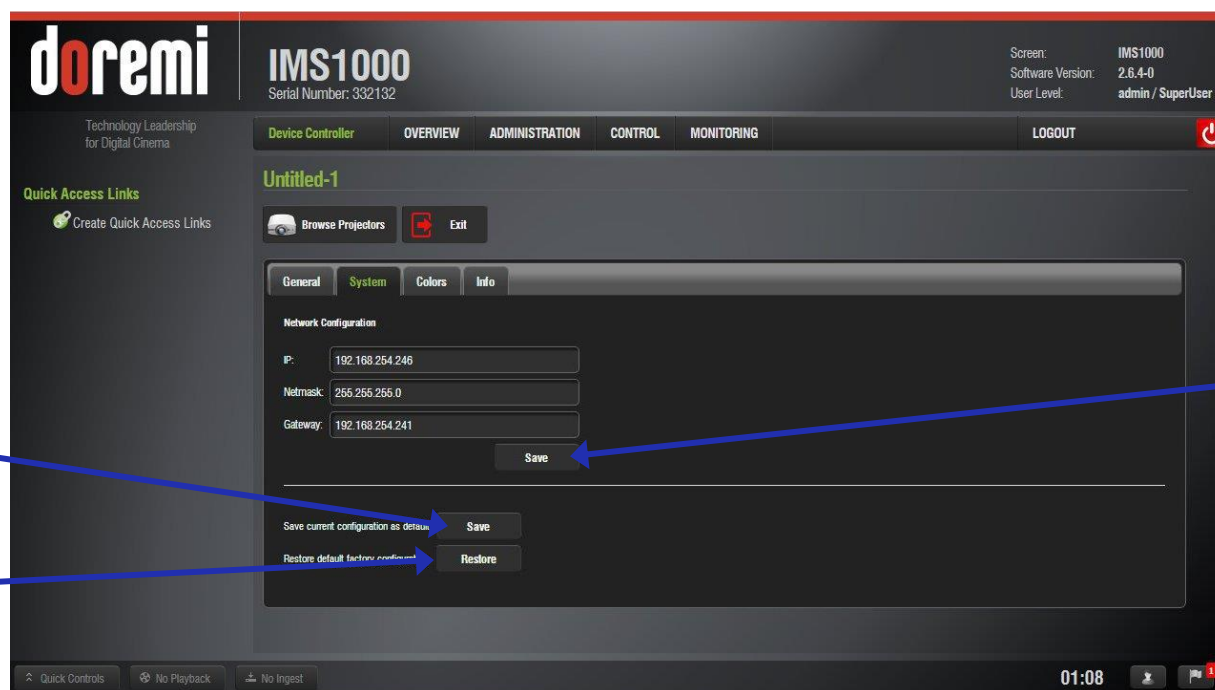 doremi
Technology Leadership
for Digital Cinema
IMS1000
Serial Number: 332132
Screen: IMS1000
Software Version: 2.6.4-0
User Level: admin / SuperUser
Device Controller OVERVIEW ADMINISTRATION CONTROL MONITORING LOGOUT
Quick Access Links
Create Quick Access Links
Untitled-1
Browse Projectors Exit
General System Colors Info
Network Configuration
IP: 192.168.254.246
Netmask: 255.255.255.0
Gateway: 192.168.254.241
Save
Save current configuration as default Save
Restore default factory Restore
Quick Controls No Playback No Ingest 01:08 1